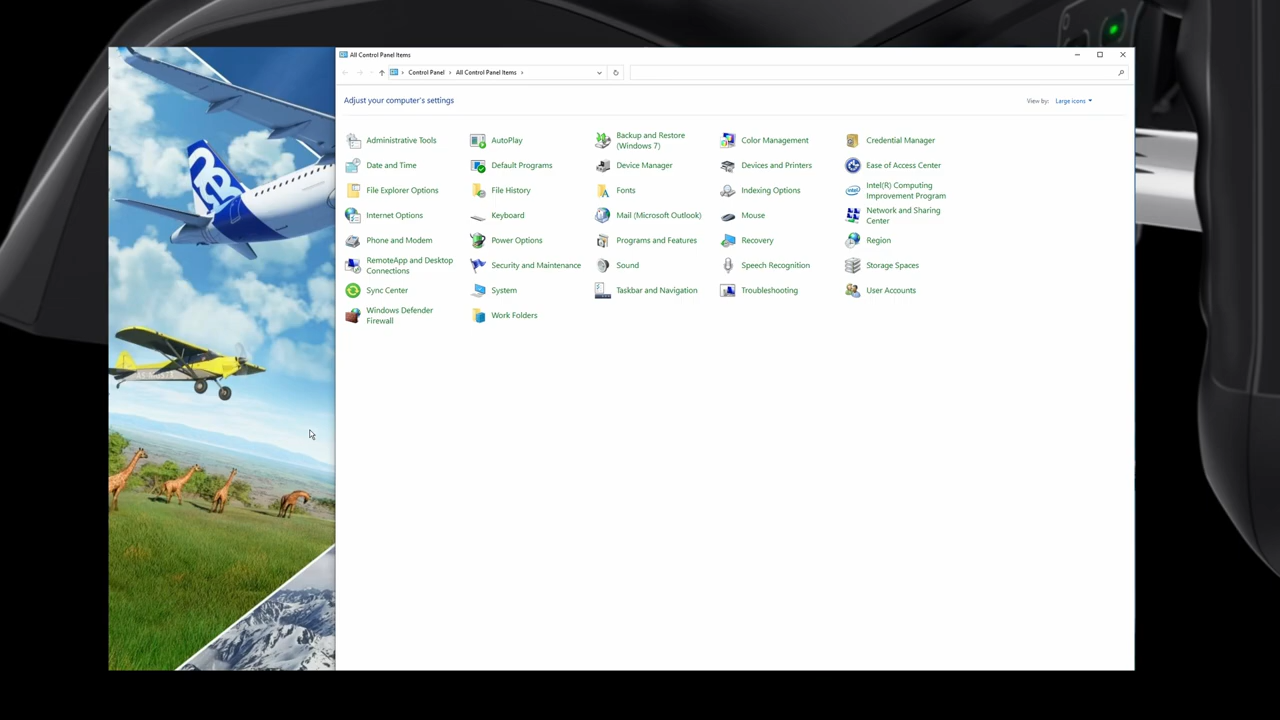 All Control Panel Items
Control Panel
All Control Panel Items
Adjust your computer's settings
View by:
Large icons
Administrative Tools
AutoPlay
Backup and Restore
(Windows 7)
Color Management
Credential Manager
Date and Time
Default Programs
Device Manager
Devices and Printers
Ease of Access Center
File Explorer Options
File History
Fonts
Indexing Options
Intel(R) Computing
Improvement Program
Internet Options
Keyboard
Mail (Microsoft Outlook)
Mouse
Network and Sharing
Center
Phone and Modem
Power Options
Programs and Features
Recovery
Region
RemoteApp and Desktop
Connections
Security and Maintenance
Sound
Speech Recognition
Storage Spaces
Sync Center
System
Taskbar and Navigation
Troubleshooting
User Accounts
Windows Defender
Firewall
Work Folders